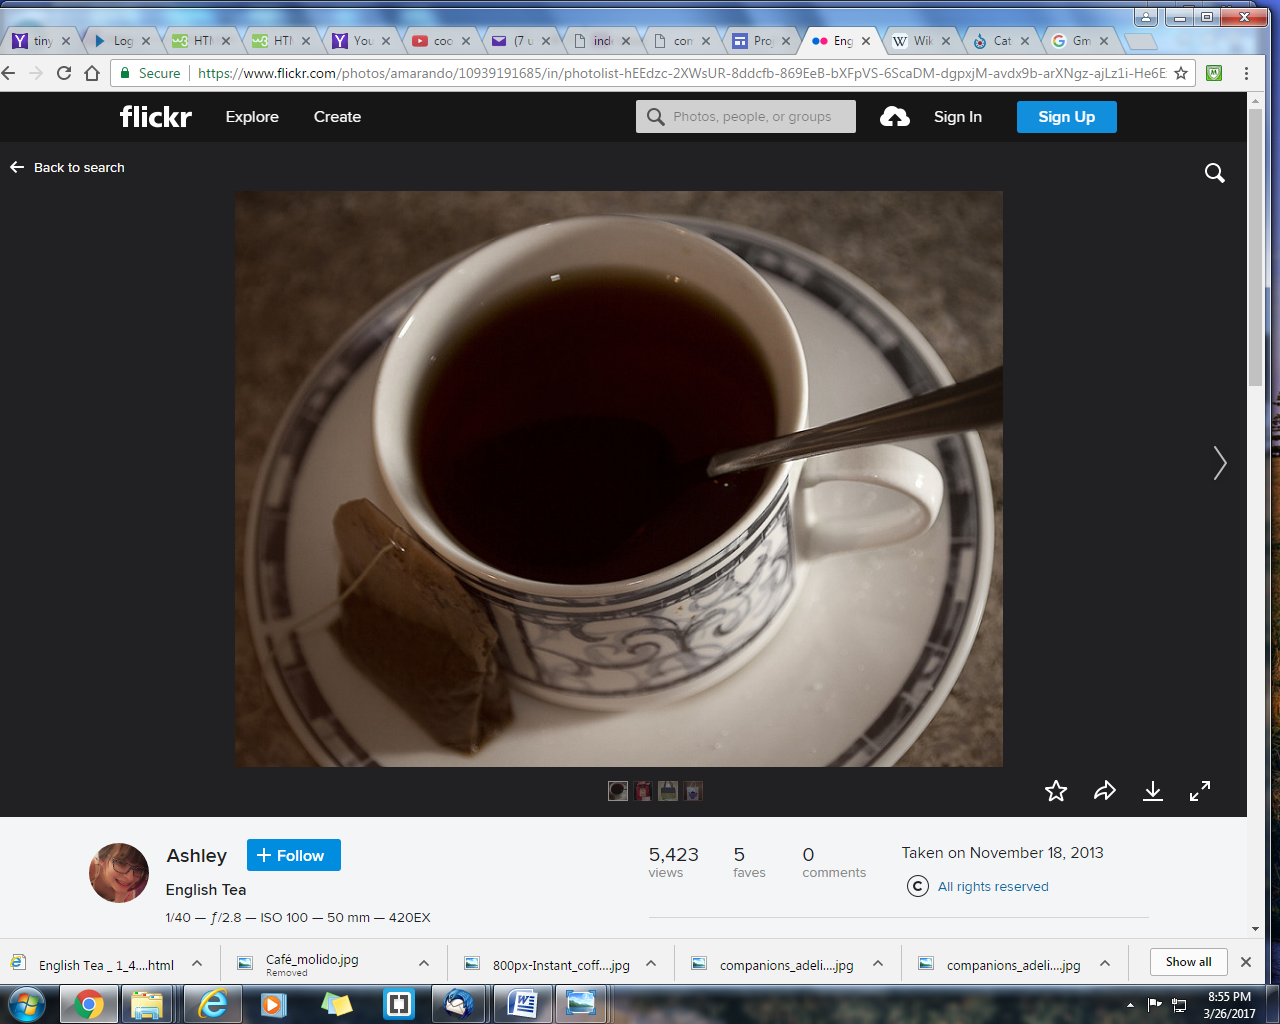 tiny
Log
HTM
HTM
You
coo
(7 u
ind
con
Proj
Eng
Wik
Cat
Gm
Secure
https://www.flickr.com/photos/amarando/10939191685/in/photolist-hEEdzc-2XWsUR-8ddcfb-869EeB-bXFpVS-6ScaDM-dgpxjM-avdx9b-arXNgz-ajLz1i-He6E
flickr Explore Create Photos, people, or groups Sign In Sign Up
Back to search
Ashley + Follow
English Tea
1/40 — ƒ/2.8 — ISO 100 — 50 mm — 420EX
5,423 5 0
views faves comments
Taken on November 18, 2013
All rights reserved
English Tea _ 1_4....html
Café_molido.jpg
Removed
800px-Instant_coff....jpg
companions_adeli....jpg
companions_adeli....jpg
Show all
8:55 PM
3/26/2017